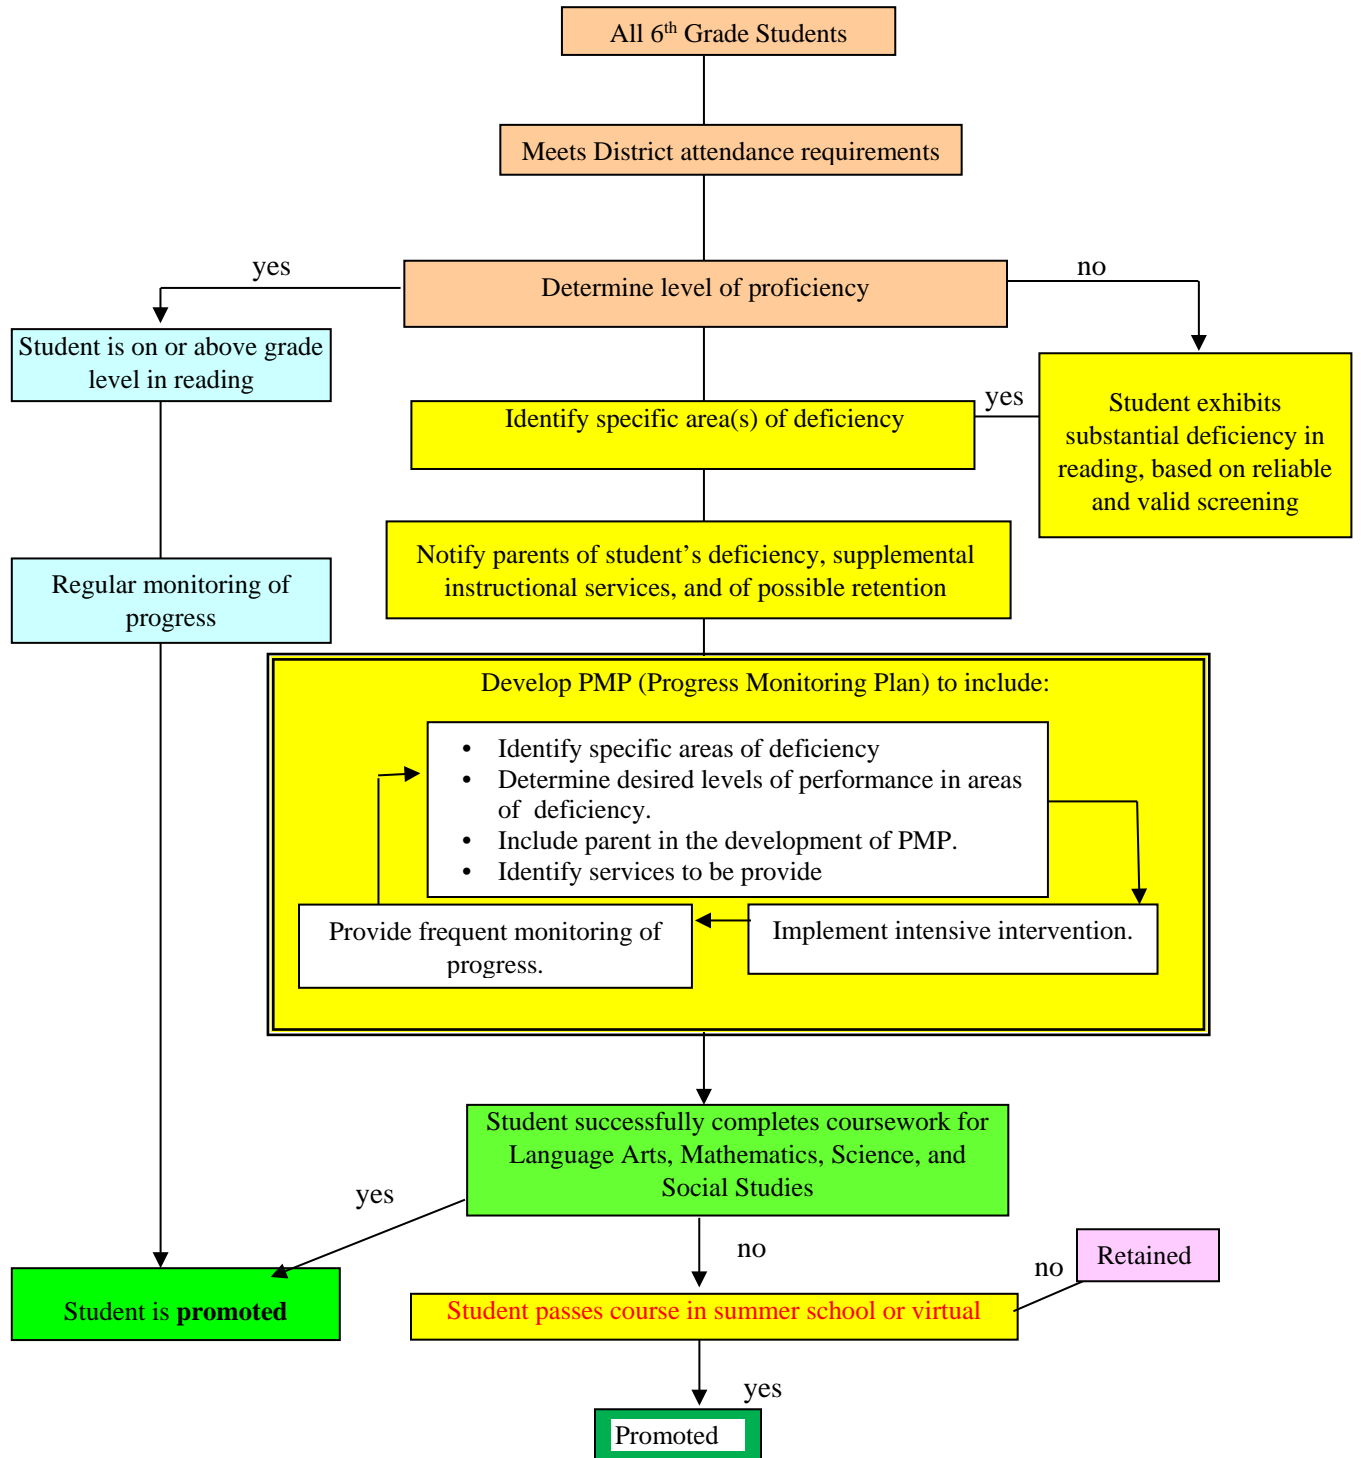 All 6th Grade Students
Meets District attendance requirements
yes
no
Determine level of proficiency
Student is on or above grade
level in reading
yes
Identify specific area(s) of deficiency
Student exhibits
substantial deficiency in
reading, based on reliable
and valid screening
Notify parents of student’s deficiency, supplemental
instructional services, and of possible retention
Regular monitoring of
progress
Develop PMP (Progress Monitoring Plan) to include:
• Identify specific areas of deficiency
• Determine desired levels of performance in areas
of deficiency.
• Include parent in the development of PMP.
• Identify services to be provide
Provide frequent monitoring of
progress.
Implement intensive intervention.
Student successfully completes coursework for
Language Arts, Mathematics, Science, and
Social Studies
yes
no
no
Retained
Student is promoted
Student passes course in summer school or virtual
yes
Promoted